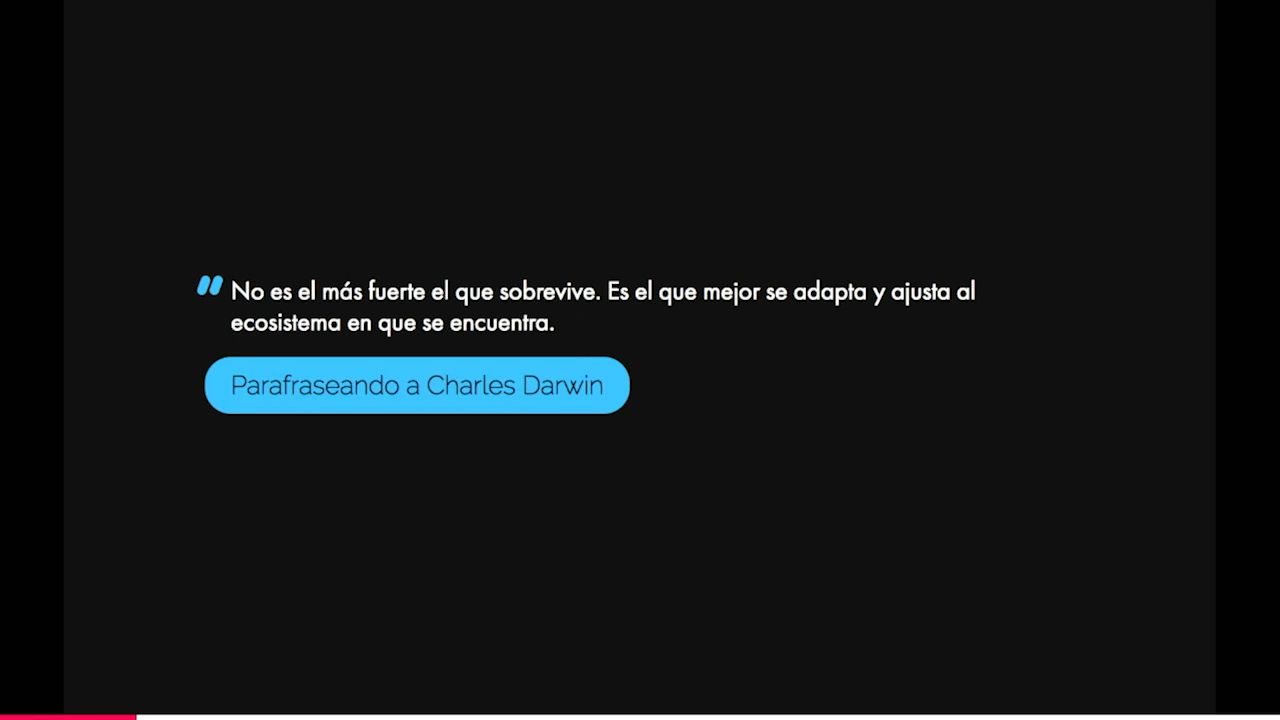 No es el más fuerte el que sobrevive. Es el que mejor se adapta y ajusta al
ecosistema en que se encuentra.
Parafraseando a Charles Darwin